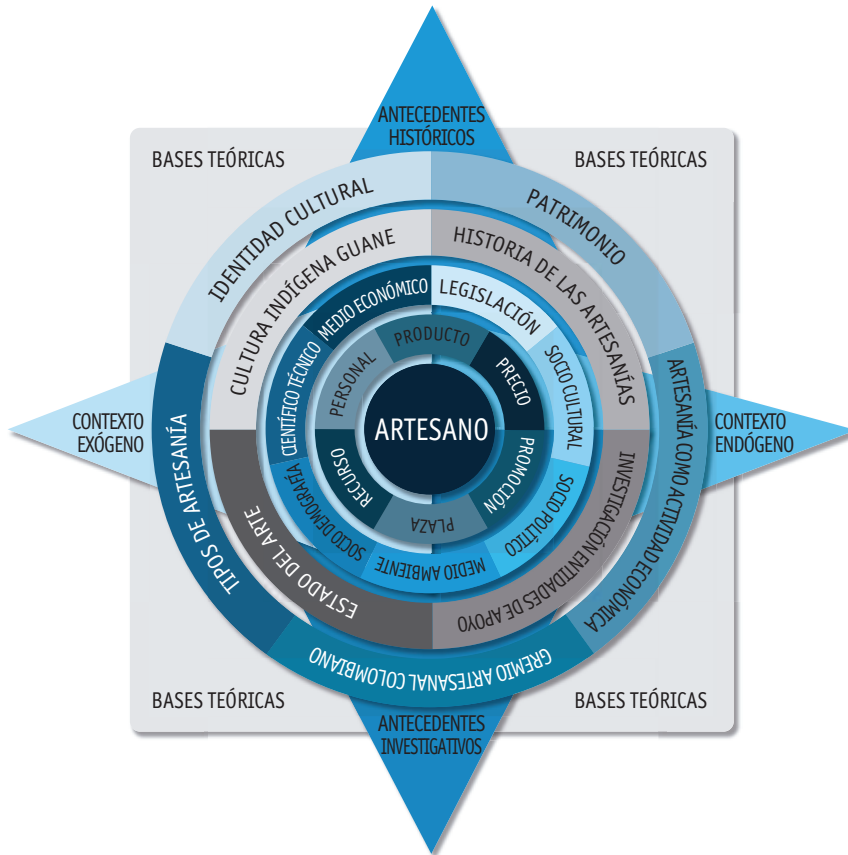 ANTECEDENTES
HISTÓRICOS
BASES TEÓRICAS
BASES TEÓRICAS
IDENTIDAD CULTURAL
PATRIMONIO
CULTURA INDÍGENA GUANE
HISTORIA DE LAS ARTESANÍAS
MEDIO ECONÓMICO
LEGISLACIÓN
PRODUCTO
PERSONAL
PRECIO
CIENTÍFICO TÉCNICO
SOCIO CULTURAL
CONTEXTO
EXÓGENO
ARTESANO
CONTEXTO
ENDÓGENO
TIPOS DE ARTESANÍA
ARTESANÍA COMO ACTIVIDAD ECONÓMICA
RECURSO
PROMOCIÓN
PLAZA
SOCIO DEMOGRAFÍA
SOCIO POLÍTICO
MEDIO AMBIENTE
ESTADO DEL ARTE
INVESTIGACIÓN ENTIDADES DE APOYO
GREMIO ARTESANAL COLOMBIANO
BASES TEÓRICAS
BASES TEÓRICAS
ANTECEDENTES
INVESTIGATIVOS